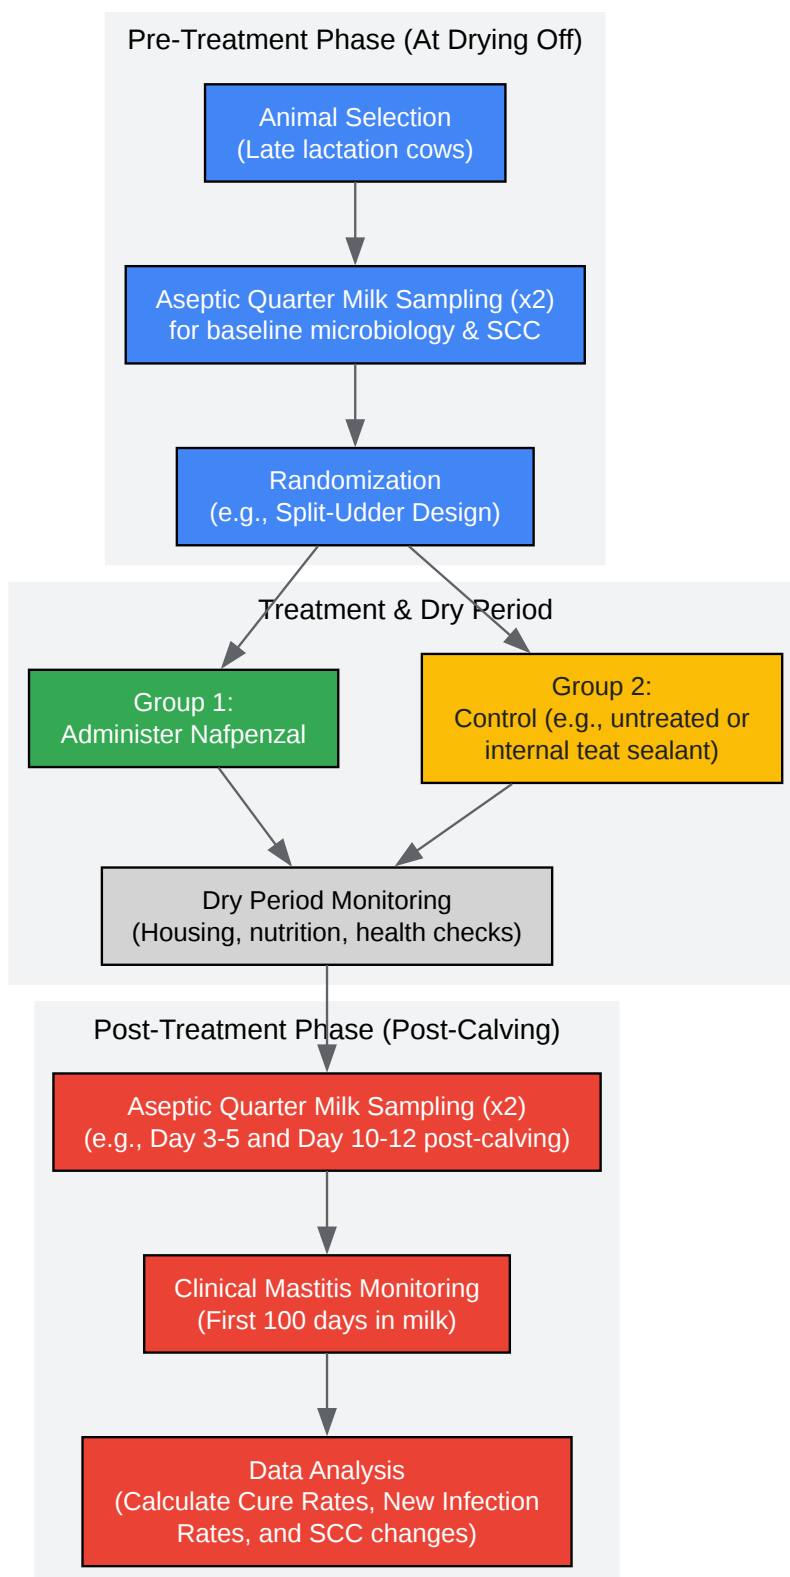 Pre-Treatment Phase (At Drying Off)
Animal Selection
(Late lactation cows)
Aseptic Quarter Milk Sampling (x2)
for baseline microbiology & SCC
Randomization
(e.g., Split-Udder Design)
Treatment & Dry Period
Group 1:
Administer Nafpenzal
Group 2:
Control (e.g., untreated or
internal teat sealant)
Dry Period Monitoring
(Housing, nutrition, health checks)
Post-Treatment Phase (Post-Calving)
Aseptic Quarter Milk Sampling (x2)
(e.g., Day 3-5 and Day 10-12 post-calving)
Clinical Mastitis Monitoring
(First 100 days in milk)
Data Analysis
(Calculate Cure Rates, New Infection
Rates, and SCC changes)